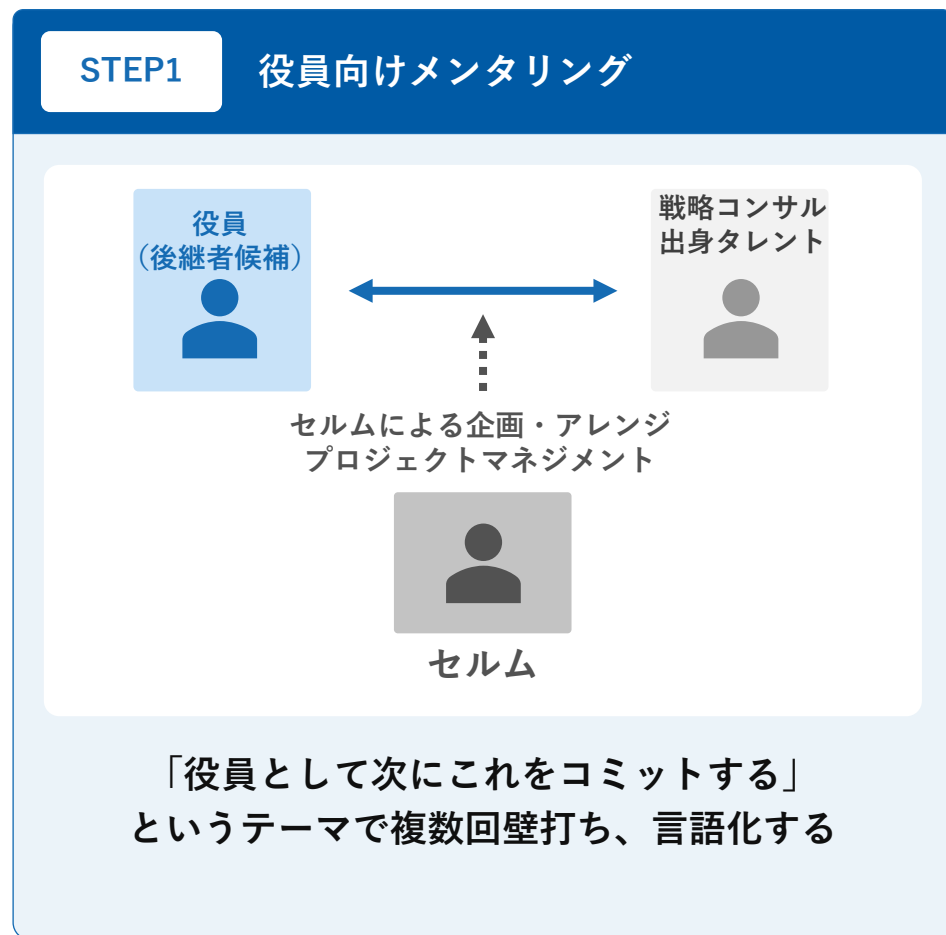 STEP1 役員向けメンタリング
役員
（後継者候補）
戦略コンサル
出身タレント
セルムによる企画・アレンジ
プロジェクトマネジメント
セルム
「役員として次にこれをコミットする」
というテーマで複数回壁打ち、言語化する